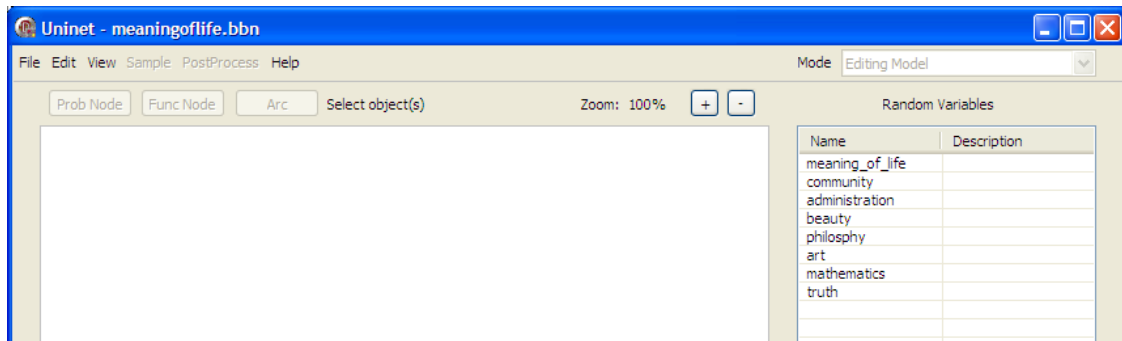 Uninet - meaningoflife.bbn
File Edit View Sample PostProcess Help Mode Editing Model
Prob Node Func Node Arc Select object(s) Zoom: 100% + - Random Variables
Name Description
meaning_of_life
community
administration
beauty
philosphy
art
mathematics
truth